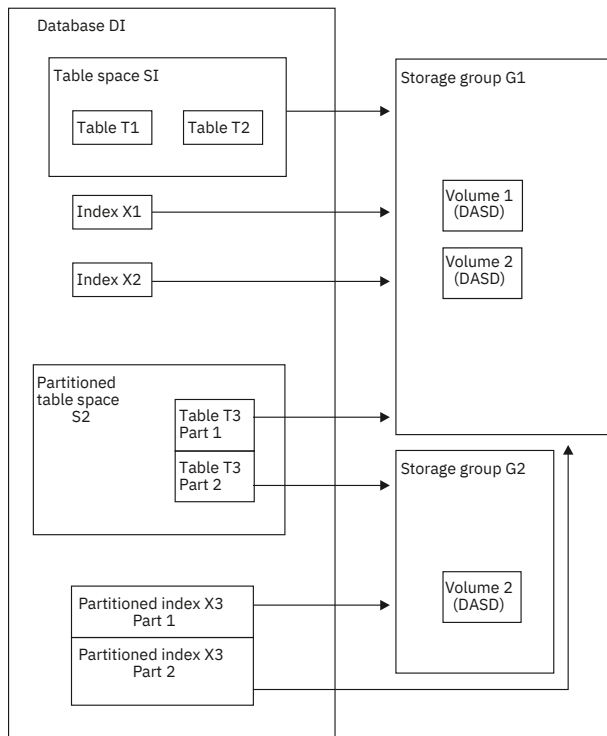 Database DI
Table space SI
Table T1
Table T2
Index X1
Index X2
Partitioned
table space
S2
Table T3
Part 1
Table T3
Part 2
Partitioned index X3
Part 1
Partitioned index X3
Part 2
Storage group G1
Volume 1
(DASD)
Volume 2
(DASD)
Storage group G2
Volume 2
(DASD)